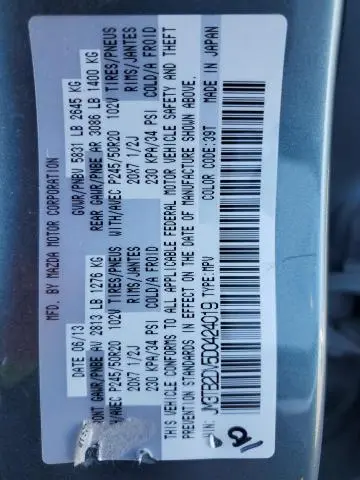 MFD. BY MAZDA MOTOR CORPORATION
DATE: 06/13 GVWR/PNBV 5831 LB 2645 KG
FRONT GAWR/PNBE AV 2813 LB 1276 KG REAR GAWR/PNBE AR 3086 LB 1400 KG
WITH/AVEC P245/50R20 102V TIRES/PNEUS WITH/AVEC P245/50R20 102V TIRES/PNEUS
20X7 1/2J RIMS/JANTES 20X7 1/2J RIMS/JANTES
230 KPA/34 PSI COLD/A FROID 230 KPA/34 PSI COLD/A FROID
THIS VEHICLE CONFORMS TO ALL APPLICABLE FEDERAL MOTOR VEHICLE SAFETY AND THEFT
PREVENTION STANDARDS IN EFFECT ON THE DATE OF MANUFACTURE SHOWN ABOVE.
VIN: JM3TB2DV5D0424019 TYPE: MPV COLOR CODE: 39T MADE IN JAPAN